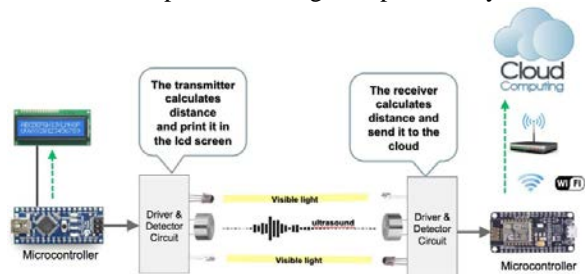 Cloud
Computing
The transmitter
calculates
distance
and print it in
the lcd screen
The receiver
calculates
distance and
send it to the
cloud
Wi Fi
Visible light
Driver &
Detector
Circuit
ultrasound
Driver &
Detector
Circuit
Visible light
Microcontroller
Microcontroller